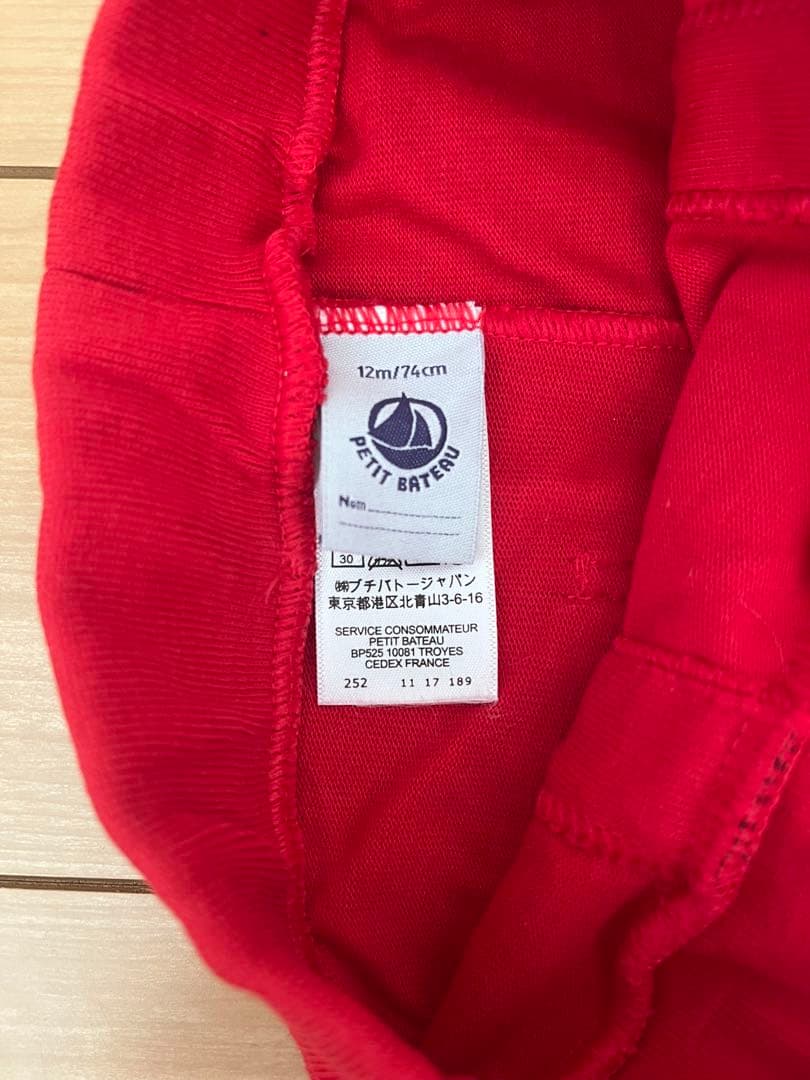 12m/74cm
PETIT BATEAU
Nom
30
㈱プチバトージャパン
東京都港区北青山3-6-16
SERVICE CONSOMMATEUR
PETIT BATEAU
BP525 10081 TROYES
CEDEX FRANCE
252 11 17 189